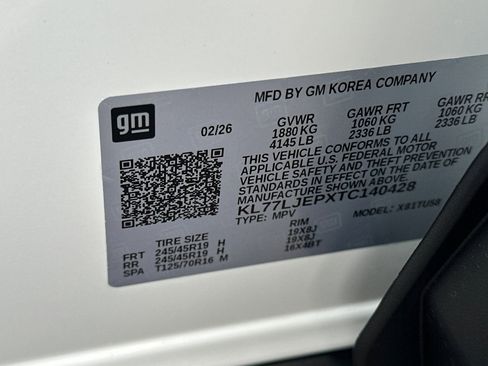 MFD BY GM KOREA COMPANY
gm
02/26 GVWR GAWR FRT GAWR RR
1880 KG 1060 KG 1060 KG
4145 LB 2336 LB 2336 LB
THIS VEHICLE CONFORMS TO ALL
APPLICABLE U.S. FEDERAL MOTOR
VEHICLE SAFETY AND THEFT PREVENTION
STANDARDS IN EFFECT ON THE DATE OF
MANUFACTURE SHOWN ABOVE.
KL77LJEPXTC140428
TYPE: MPV MODEL: X81TUS8
TIRE SIZE RIM
FRT 245/45R19 H 19X8J
RR 245/45R19 H 19X8J
SPA T125/70R16 M 16X4BT